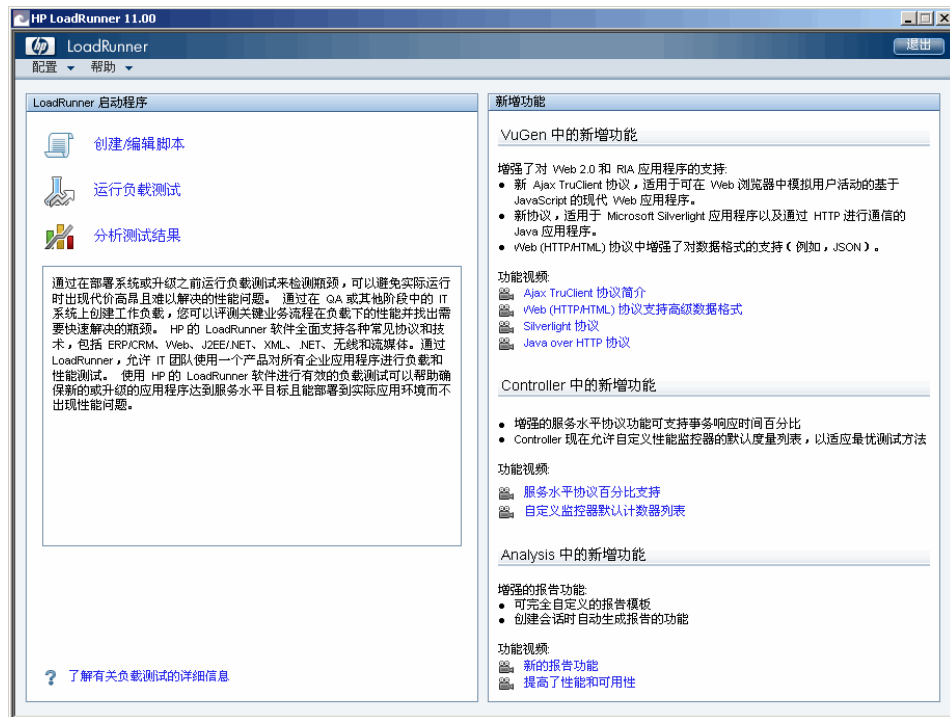 HP LoadRunner 11.00
hp LoadRunner
退出
配置 帮助
LoadRunner 启动程序
创建/编辑脚本
运行负载测试
分析测试结果
通过在部署系统或升级之前运行负载测试来检测瓶颈，可以避免实际运行
时出现代价高昂且难以解决的性能问题。 通过在 QA 或其他阶段中的 IT
系统上创建工作负载，您可以评测关键业务流程在负载下的性能并找出需
要快速解决的瓶颈。 HP 的 LoadRunner 软件全面支持各种常见协议和技
术，包括 ERP/CRM、Web、J2EE/.NET、XML、.NET、无线和流媒体。通过
LoadRunner，允许 IT 团队使用一个产品对所有企业应用程序进行负载和
性能测试。 使用 HP 的 LoadRunner 软件进行有效的负载测试可以帮助确
保新的或升级的应用程序达到服务水平目标且能部署到实际应用环境而不
出现性能问题。
? 了解有关负载测试的详细信息
新增功能
VuGen 中的新增功能
增强了对 Web 2.0 和 RIA 应用程序的支持:
• 新 Ajax TruClient 协议，适用于可在 Web 浏览器中模拟用户活动的基于
JavaScript 的现代 Web 应用程序。
• 新协议，适用于 Microsoft Silverlight 应用程序以及通过 HTTP 进行通信的
Java 应用程序。
• Web (HTTP/HTML) 协议中增强了对数据格式的支持（例如，JSON）。
功能视频:
Ajax TruClient 协议简介
Web (HTTP/HTML) 协议支持高级数据格式
Silverlight 协议
Java over HTTP 协议
Controller 中的新增功能
• 增强的服务水平协议功能可支持事务响应时间百分比
• Controller 现在允许自定义性能监控器的默认度量列表，以适应最优测试方法
功能视频:
服务水平协议百分比支持
自定义监控器默认计数器列表
Analysis 中的新增功能
增强的报告功能:
• 可完全自定义的报告模板
• 创建会话时自动生成报告的功能
功能视频:
新的报告功能
提高了性能和可用性